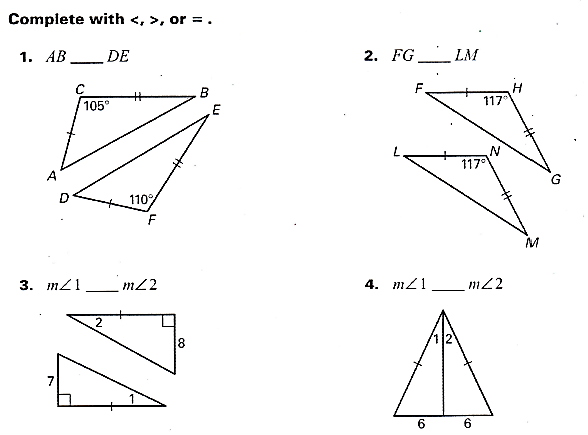 Complete with <, >, or = .
1. AB ____ DE
2. FG ____ LM
C
B
105°
E
A
D
110°
F
F
H
117°
L
N
117°
G
M
3. m∠1 ____ m∠2
4. m∠1 ____ m∠2
2
8
7
1
1 2
6 6